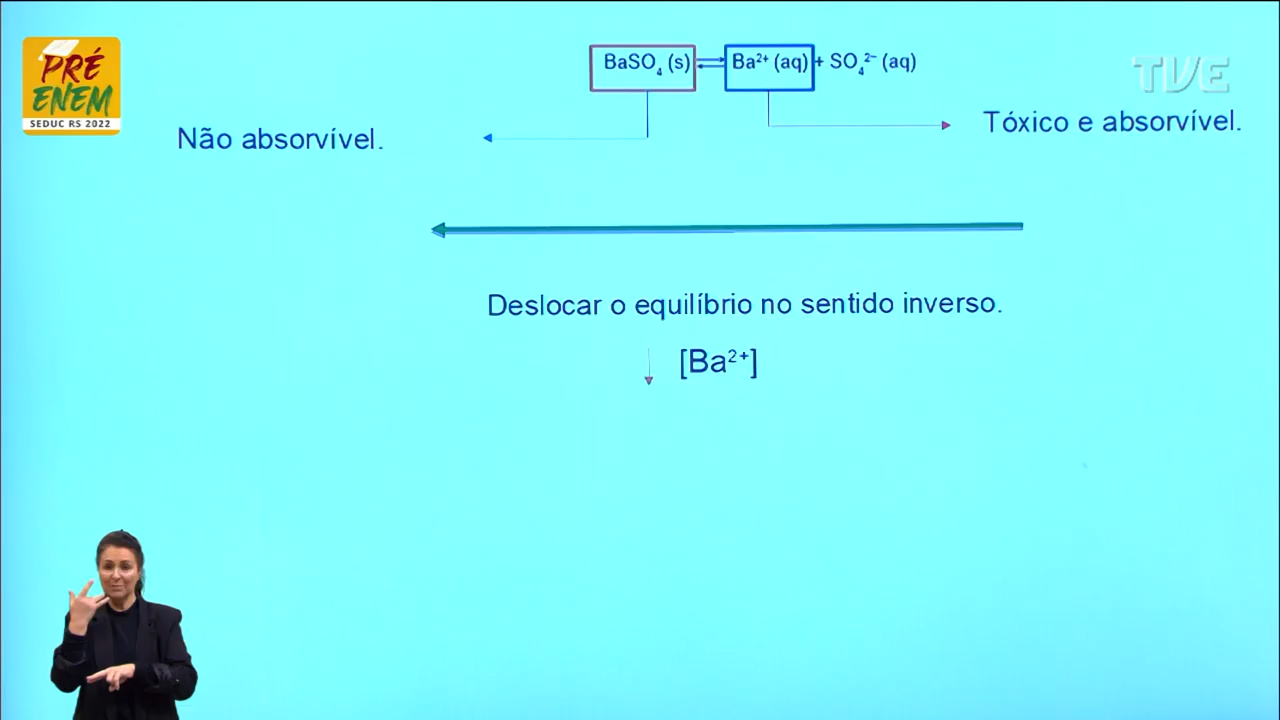 PRÉ
ENEM
SEDUC RS 2022
BaSO₄ (s) ⇌ Ba²⁺ (aq) + SO₄²⁻ (aq)
TVE
Não absorvível.
Tóxico e absorvível.
Deslocar o equilíbrio no sentido inverso.
↓ [Ba²⁺]